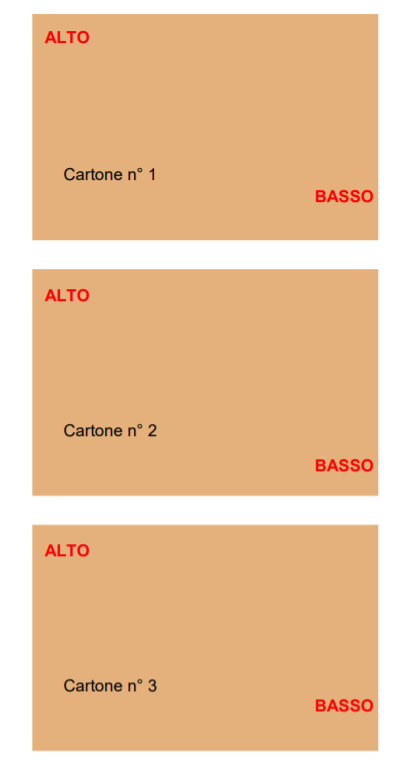 ALTO
Cartone n° 1
BASSO
ALTO
Cartone n° 2
BASSO
ALTO
Cartone n° 3
BASSO